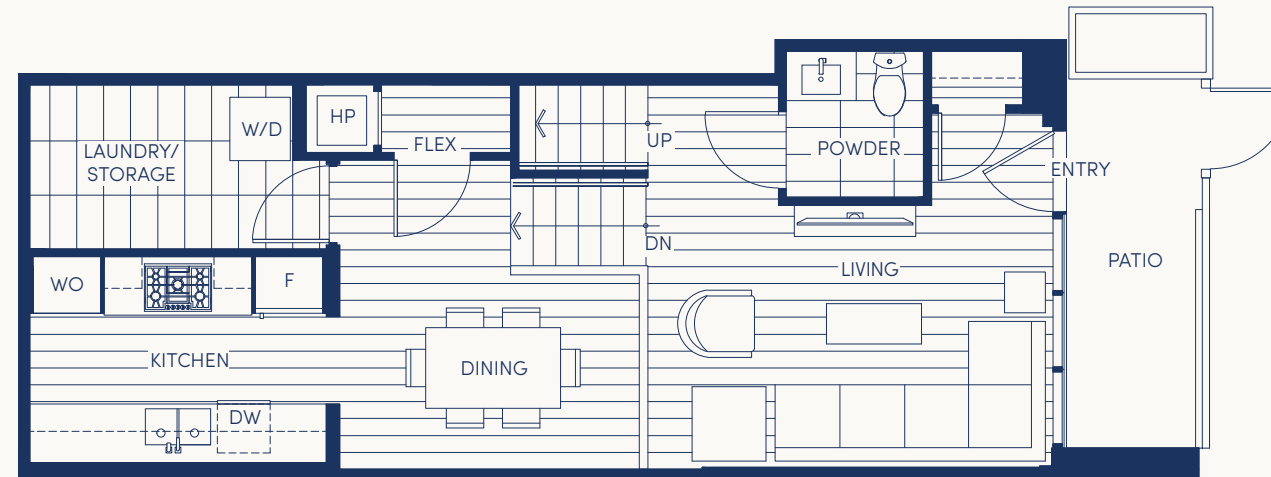 HP
W/D
UP
FLEX
LAUNDRY/
STORAGE
POWDER
ENTRY
DN
LIVING
PATIO
WO
F
KITCHEN
DINING
DW